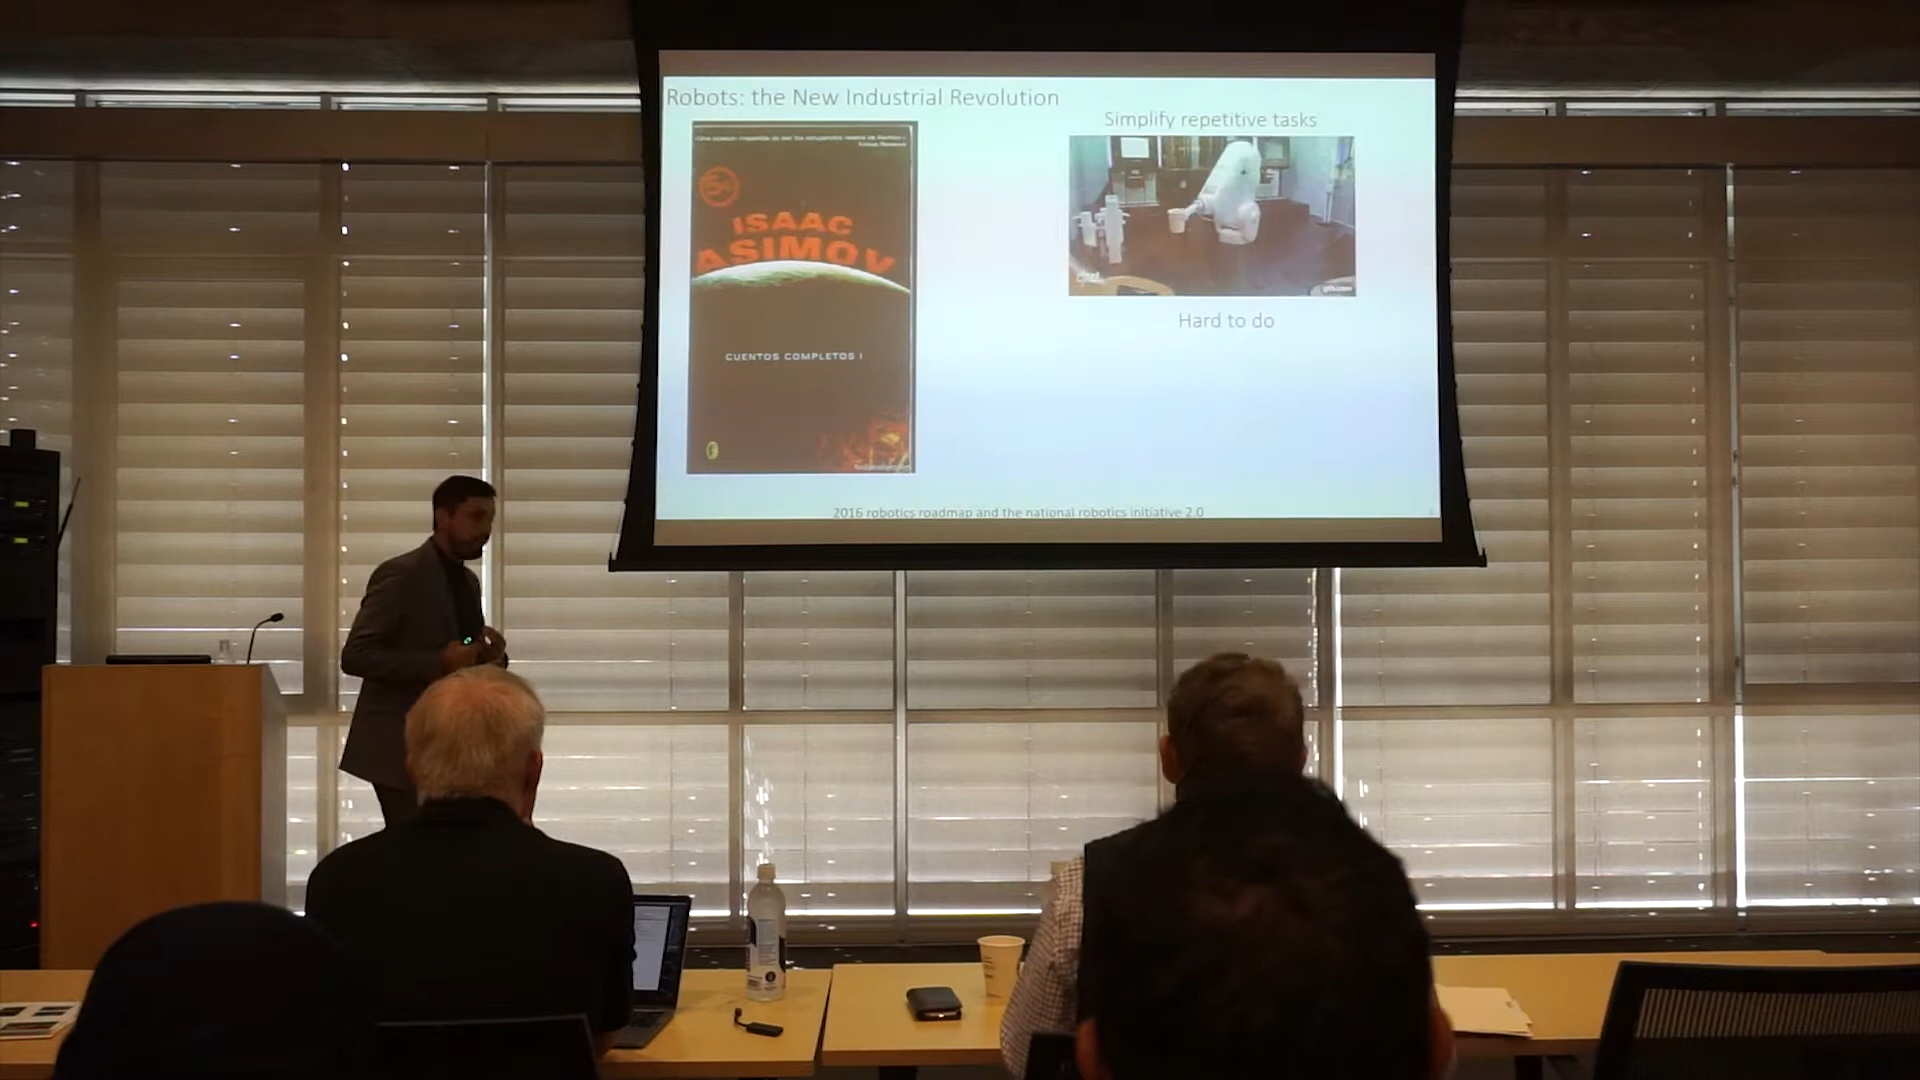 Robots: the New Industrial Revolution
Simplify repetitive tasks
ISAAC
ASIMOV
CUENTOS COMPLETOS I
Hard to do
2016 robotics roadmap and the national robotics initiative 2.0